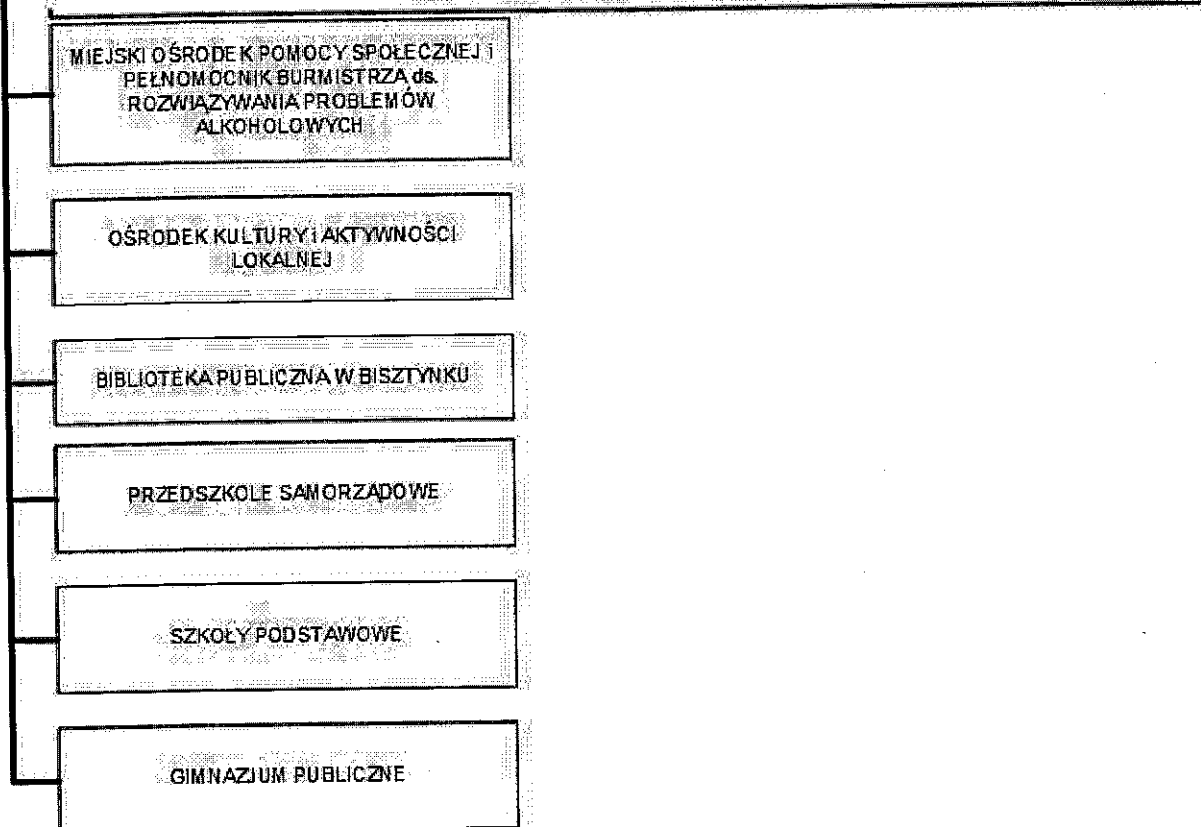 MIEJSKI OŚRODEK POMOCY SPOŁECZNEJ i
PEŁNOMOCNIK BURMISTRZA ds.
ROZWIĄZYWANIA PROBLEMÓW
ALKOHOLOWYCH
OŚRODEK KULTURY i AKTYWNOŚCI
LOKALNEJ
BIBLIOTEKA PUBLICZNA W BISZTYNKU
PRZEDSZKOLE SAMORZĄDOWE
SZKOŁY PODSTAWOWE
GIMNAZJUM PUBLICZNE